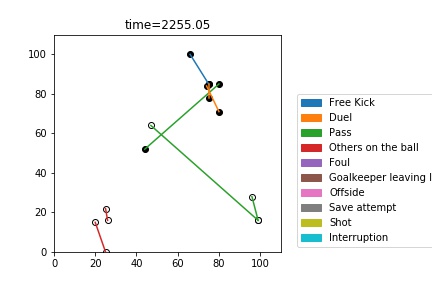 time=2255.05
100
80
60
40
20
0
0 20 40 60 80 100
Free Kick
Duel
Pass
Others on the ball
Foul
Goalkeeper leaving l
Offside
Save attempt
Shot
Interruption